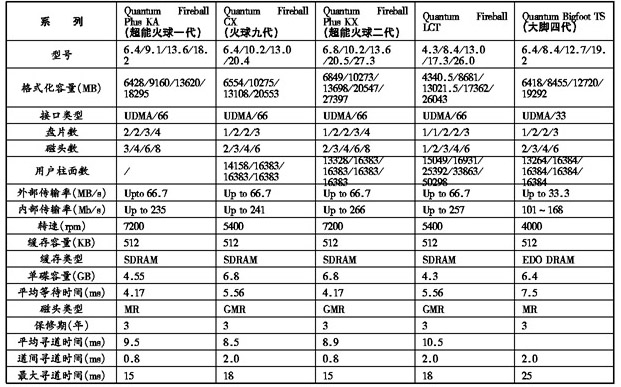 系 列 Quantum Fireball Plus KA (超能火球一代) Quantum Fireball CX (火球九代) Quantum Fireball Plus KX (超能火球二代) Quantum Fireball LCT Quantum Bigfoot TS (大脚四代)
型号 6.4/9.1/13.6/18.2 6.4/10.2/13.0/20.4 6.8/10.2/13.6/20.5/27.3 4.3/8.4/13.0/17.3/26.0 6.4/8.4/12.7/19.2
格式化容量(MB) 6428/9160/13620/18295 6554/10275/13108/20553 6849/10273/13698/20547/27397 4340.5/8681/13021.5/17362/26043 6418/8455/12720/19292
接口类型 UDMA/66 UDMA/66 UDMA/66 UDMA/66 UDMA/33
盘片数 2/2/3/4 1/2/2/3 1/2/2/3/4 1/1/2/2/3 1/2/2/3
磁头数 3/4/6/8 2/3/4/6 2/3/4/6/8 1/2/3/4/6 2/3/4/6
用户柱面数 / 14158/16383/16383/16383 13328/16383/16383/16383/16383 15049/16931/25392/33863/50298 13264/16384/16384/16384/16384
外部传输率(MB/s) Upto 66.7 Up to 66.7 Up to 66.7 Up to 66.7 Up to 33.3
内部传输率(Mb/s) Up to 235 Up to 241 Up to 266 Up to 257 101~168
转速(rpm) 7200 5400 7200 5400 4000
缓存容量(KB) 512 512 512 512 512
缓存类型 SDRAM SDRAM SDRAM SDRAM EDO DRAM
单碟容量(GB) 4.55 6.8 6.8 4.3 6.4
平均等待时间(ms) 4.17 5.56 4.17 5.56 7.5
磁头类型 MR GMR GMR GMR MR
保修期(年) 3 3 3 3 3
平均寻道时间(ms) 9.5 8.5 8.9 10.5
道间寻道时间(ms) 0.8 2.0 0.8 2.0 2.0
最大寻道时间(ms) 15 18 15 18 25